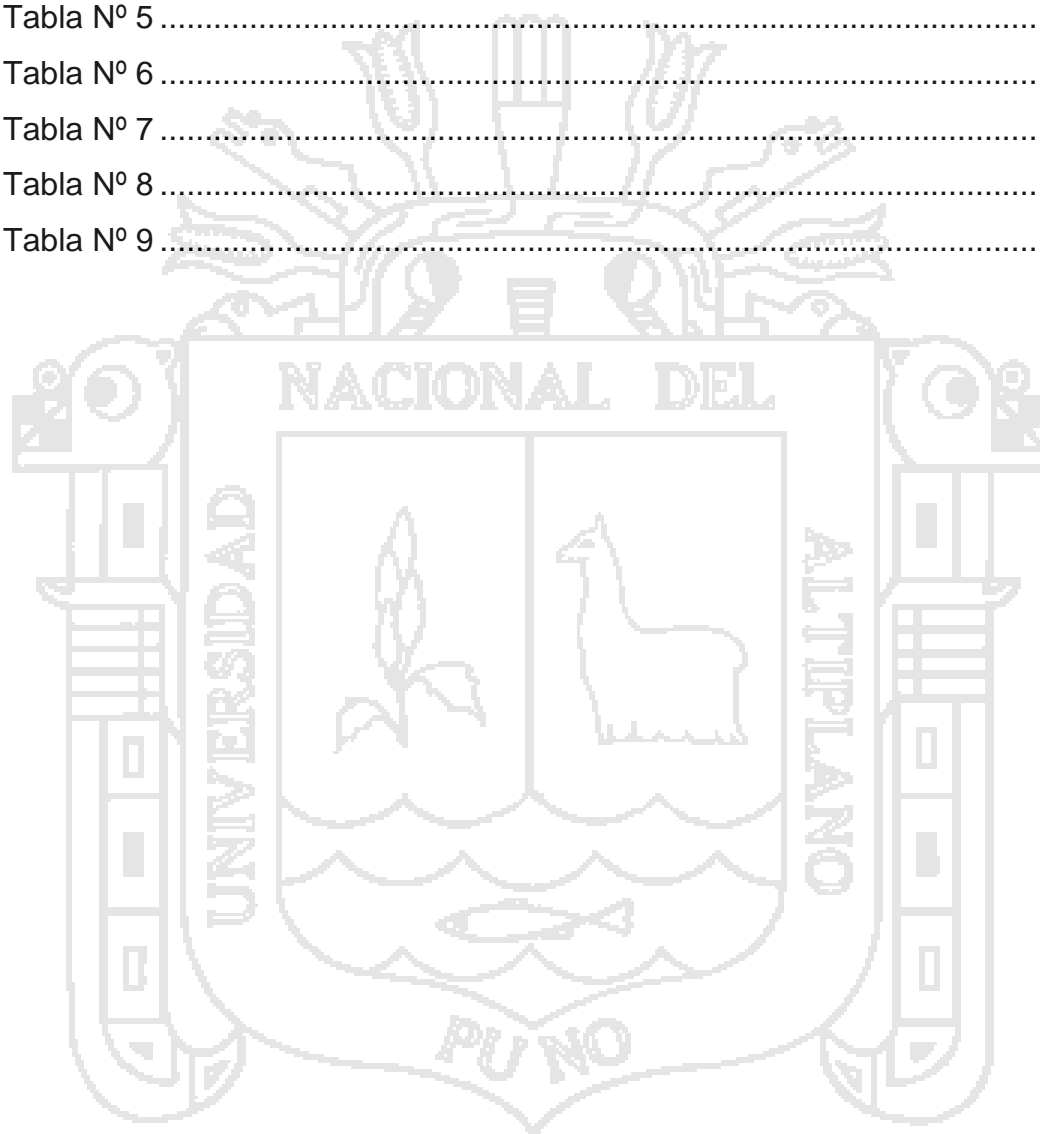 Tabla Nº 5 ........................................................................................................
Tabla Nº 6 ........................................................................................................
Tabla Nº 7 ........................................................................................................
Tabla Nº 8 ........................................................................................................
Tabla Nº 9 ........................................................................................................
NACIONAL DEL
UNIVERSIDAD
ALTIPLANO
PUNO